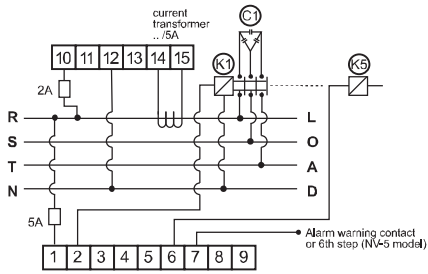 current
transformer
.. /5A
C1
10 11 12 13 14 15
K1
K5
2A
R L
S O
T A
N D
5A
Alarm warning contact
or 6th step (NV-5 model)
1 2 3 4 5 6 7 8 9